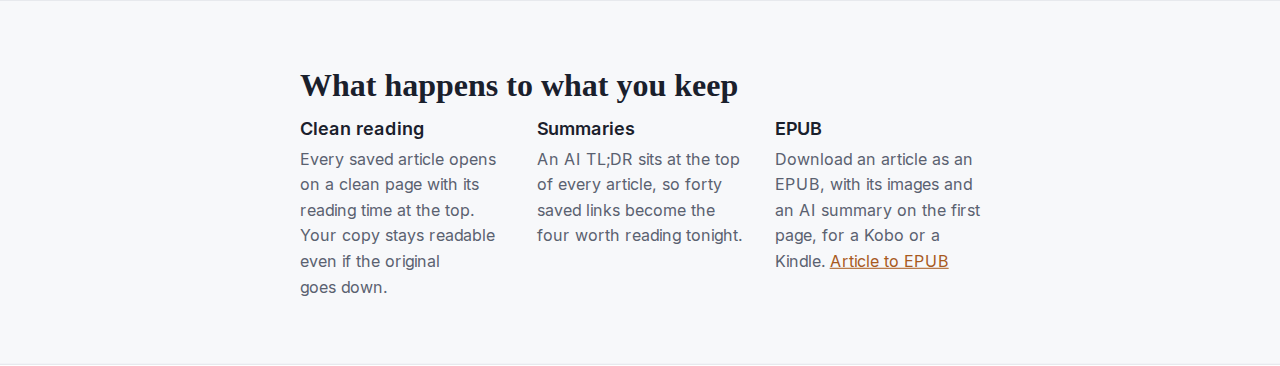 What happens to what you keep
Clean reading
Every saved article opens
on a clean page with its
reading time at the top.
Your copy stays readable
even if the original
goes down.
Summaries
An AI TL;DR sits at the top
of every article, so forty
saved links become the
four worth reading tonight.
EPUB
Download an article as an
EPUB, with its images and
an AI summary on the first
page, for a Kobo or a
Kindle. Article to EPUB